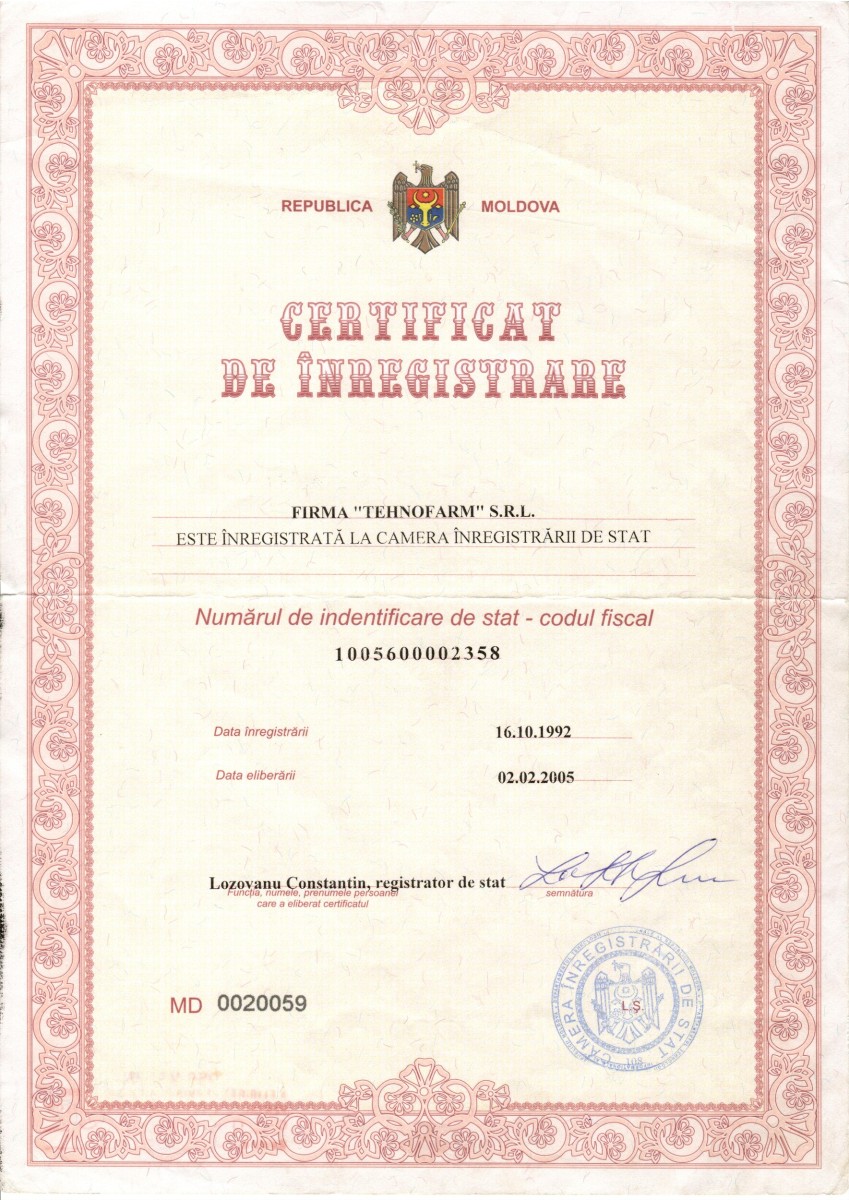 REPUBLICA MOLDOVA
CERTIFICAT
DE ÎNREGISTRARE
FIRMA "TEHNOFARM" S.R.L.
ESTE ÎNREGISTRATĂ LA CAMERA ÎNREGISTRĂRII DE STAT
Numărul de indentificare de stat - codul fiscal
1005600002358
Data înregistrării 16.10.1992
Data eliberării 02.02.2005
Lozovanu Constantin, registrator de stat
Funcţia, numele, prenumele persoanei semnătura
care a eliberat certificatul
CAMERA ÎNREGISTRĂRII DE STAT
L.Ş.
108
MD 0020059